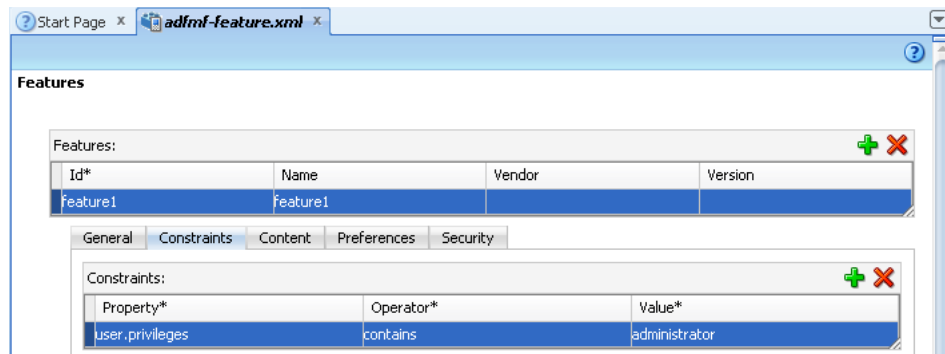 Start Page x adfmf-feature.xml x
Features
Features:
Id* Name Vendor Version
feature1 feature1
General Constraints Content Preferences Security
Constraints:
Property* Operator* Value*
user.privileges contains administrator